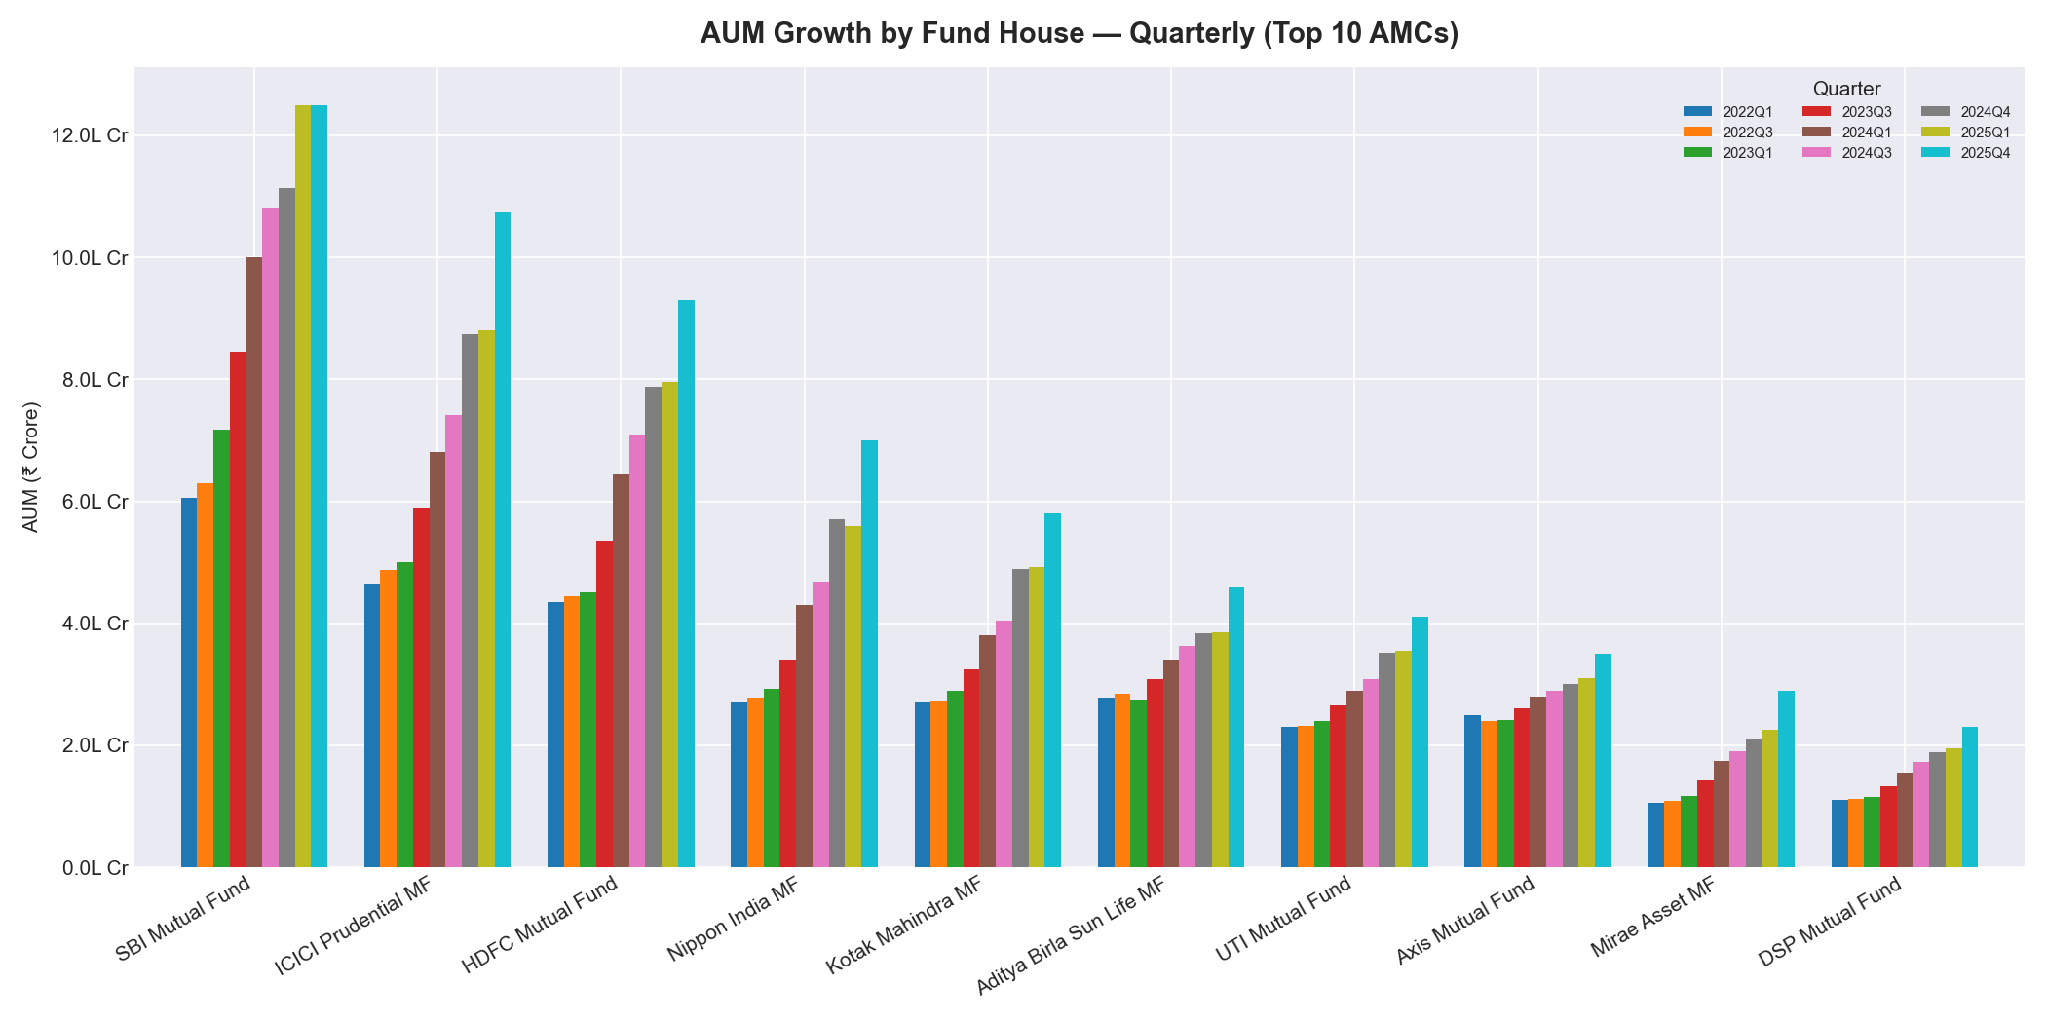 AUM Growth by Fund House — Quarterly (Top 10 AMCs)
Quarter
2022Q1
2022Q3
2023Q1
2023Q3
2024Q1
2024Q3
2024Q4
2025Q1
2025Q4
AUM (₹ Crore)
12.0L Cr
10.0L Cr
8.0L Cr
6.0L Cr
4.0L Cr
2.0L Cr
0.0L Cr
SBI Mutual Fund
ICICI Prudential MF
HDFC Mutual Fund
Nippon India MF
Kotak Mahindra MF
Aditya Birla Sun Life MF
UTI Mutual Fund
Axis Mutual Fund
Mirae Asset MF
DSP Mutual Fund